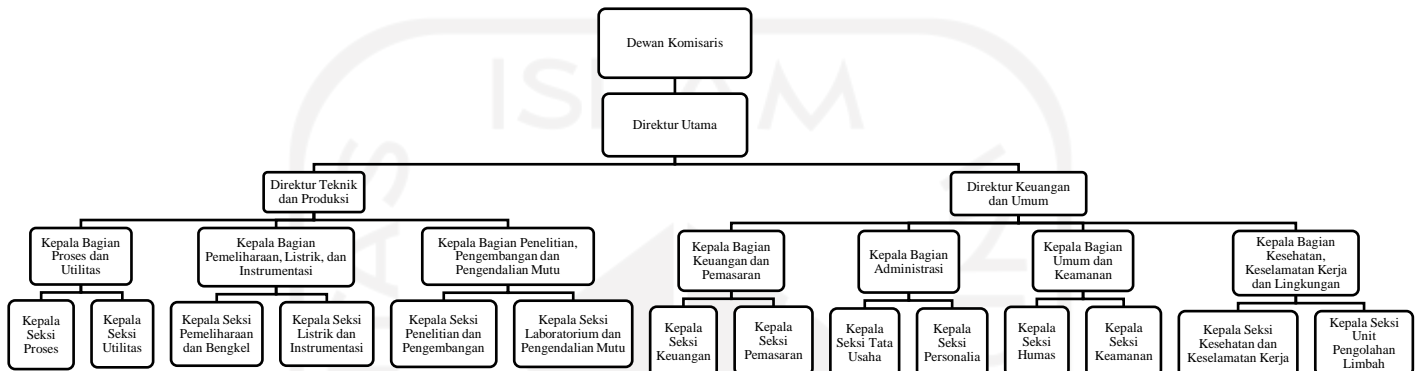 Dewan Komisaris
Direktur Utama
Direktur Teknik
dan Produksi
Direktur Keuangan
dan Umum
Kepala Bagian
Proses dan
Utilitas
Kepala Bagian
Pemeliharaan, Listrik, dan
Instrumentasi
Kepala Bagian Penelitian,
Pengembangan dan
Pengendalian Mutu
Kepala Bagian
Keuangan dan
Pemasaran
Kepala Bagian
Administrasi
Kepala Bagian
Umum dan
Keamanan
Kepala Bagian
Kesehatan,
Keselamatan Kerja
dan Lingkungan
Kepala
Seksi
Proses
Kepala
Seksi
Utilitas
Kepala Seksi
Pemeliharaan
dan Bengkel
Kepala Seksi
Listrik dan
Instrumentasi
Kepala Seksi
Penelitian dan
Pengembangan
Kepala Seksi
Laboratorium dan
Pengendalian Mutu
Kepala
Seksi
Keuangan
Kepala
Seksi
Pemasaran
Kepala
Seksi Tata
Usaha
Kepala
Seksi
Personalia
Kepala
Seksi
Humas
Kepala
Seksi
Keamanan
Kepala Seksi
Kesehatan dan
Keselamatan Kerja
Kepala Seksi
Unit
Pengolahan
Limbah